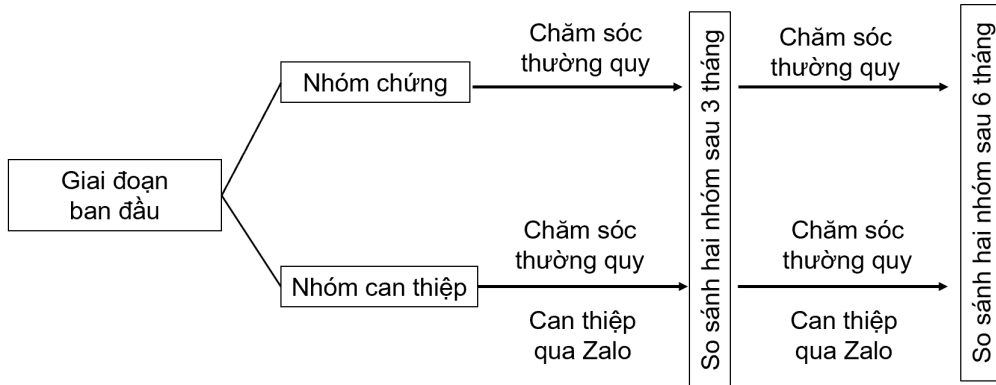 Giai đoạn
ban đầu
Nhóm chứng
Chăm sóc
thường quy
So sánh hai nhóm sau 3 tháng
Chăm sóc
thường quy
So sánh hai nhóm sau 6 tháng
Nhóm can thiệp
Chăm sóc
thường quy
Can thiệp
qua Zalo
Chăm sóc
thường quy
Can thiệp
qua Zalo